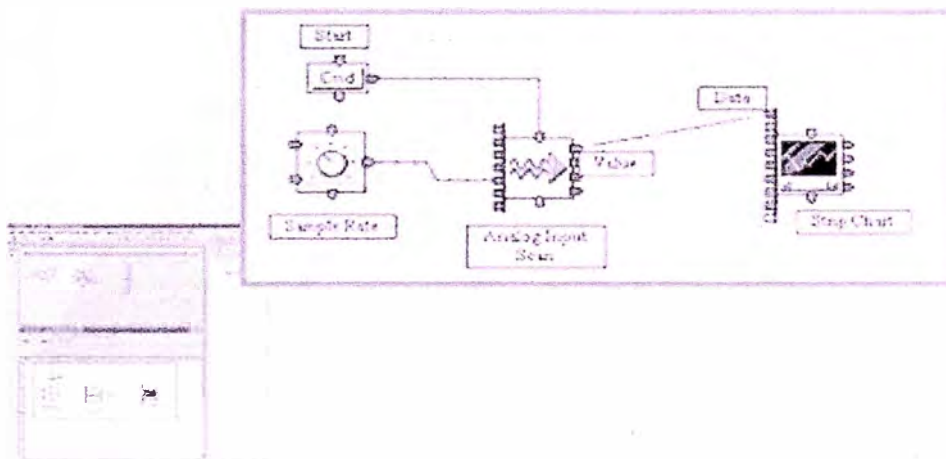 Start
Cmd
Data
Value
Sample Rate
Analog Input
Scan
Strip Chart